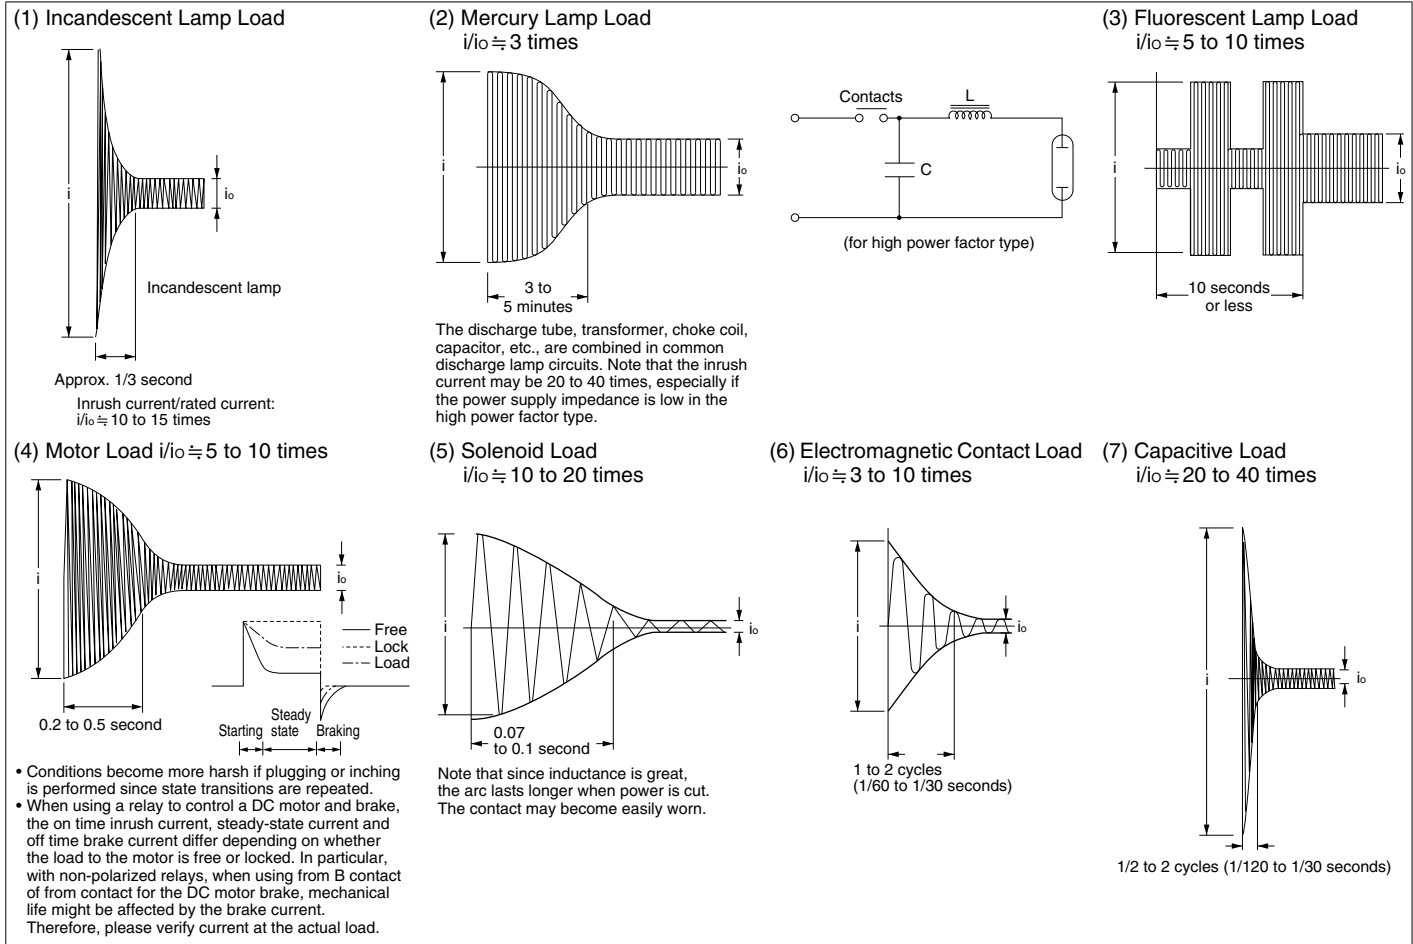 (1) Incandescent Lamp Load
i
io
Incandescent lamp
Approx. 1/3 second
Inrush current/rated current:
i/io≒10 to 15 times
(2) Mercury Lamp Load
i/io≒3 times
i
io
3 to
5 minutes
Contacts
L
C
(for high power factor type)
The discharge tube, transformer, choke coil,
capacitor, etc., are combined in common
discharge lamp circuits. Note that the inrush
current may be 20 to 40 times, especially if
the power supply impedance is low in the
high power factor type.
(3) Fluorescent Lamp Load
i/io≒5 to 10 times
i
io
10 seconds
or less
(4) Motor Load i/io≒5 to 10 times
i
io
0.2 to 0.5 second
Free
Lock
Load
Starting
Steady
state
Braking
• Conditions become more harsh if plugging or inching
is performed since state transitions are repeated.
• When using a relay to control a DC motor and brake,
the on time inrush current, steady-state current and
off time brake current differ depending on whether
the load to the motor is free or locked. In particular,
with non-polarized relays, when using from B contact
of from contact for the DC motor brake, mechanical
life might be affected by the brake current.
Therefore, please verify current at the actual load.
(5) Solenoid Load
i/io≒10 to 20 times
i
io
0.07
to 0.1 second
Note that since inductance is great,
the arc lasts longer when power is cut.
The contact may become easily worn.
(6) Electromagnetic Contact Load
i/io≒3 to 10 times
i
io
1 to 2 cycles
(1/60 to 1/30 seconds)
(7) Capacitive Load
i/io≒20 to 40 times
i
io
1/2 to 2 cycles (1/120 to 1/30 seconds)